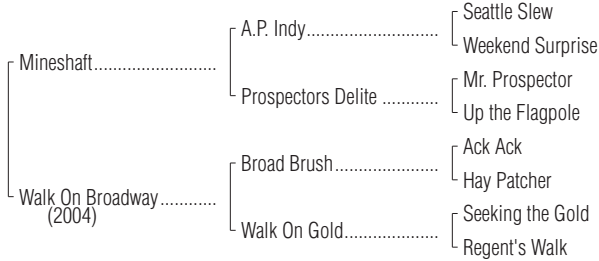 Seattle Slew
A.P. Indy
Weekend Surprise
Mineshaft
Mr. Prospector
Prospectors Delite
Up the Flagpole
Ack Ack
Broad Brush
Hay Patcher
Walk On Broadway
(2004)
Seeking the Gold
Walk On Gold
Regent's Walk